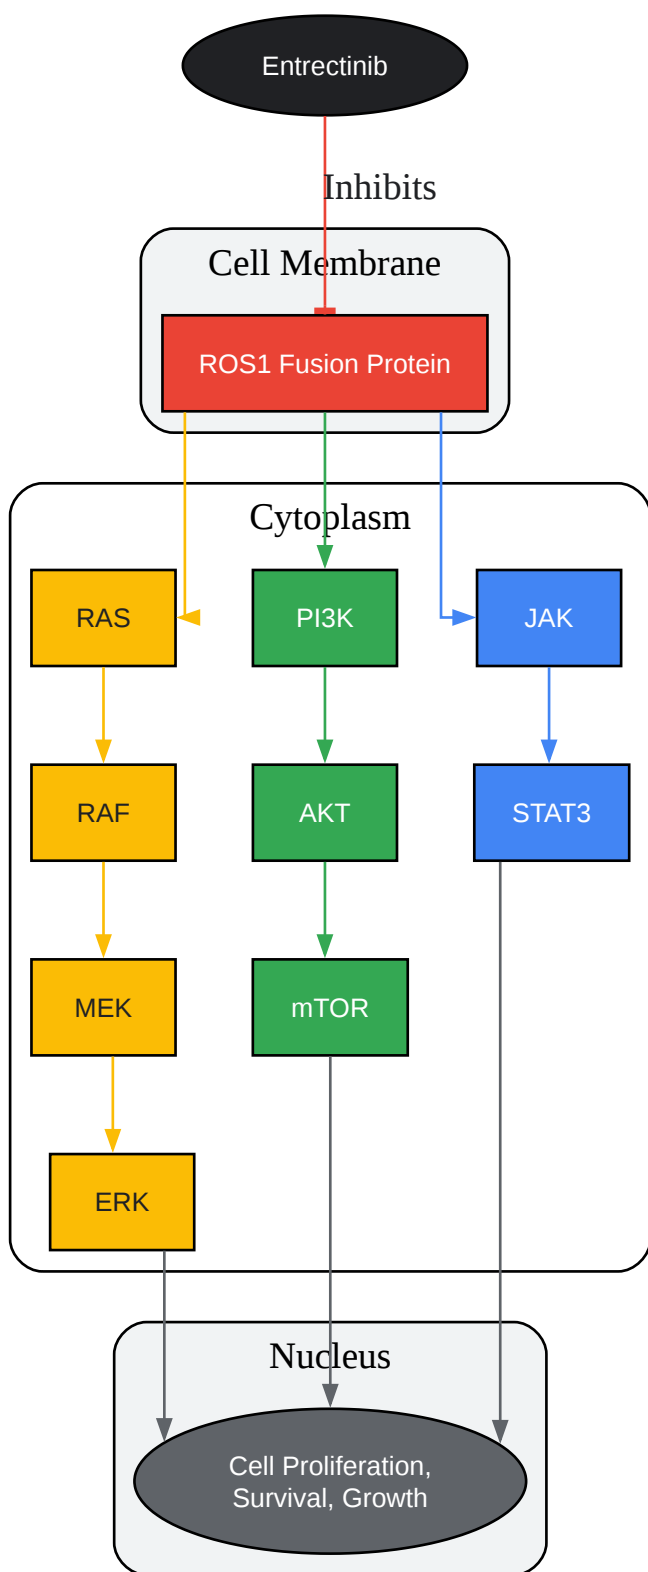 Entrectinib
Inhibits
Cell Membrane
ROS1 Fusion Protein
Cytoplasm
RAS
PI3K
JAK
RAF
AKT
STAT3
MEK
mTOR
ERK
Nucleus
Cell Proliferation,
Survival, Growth